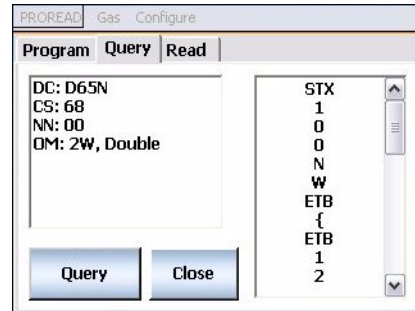 PROREAD Gas Configure
Program Query Read
DC: D65N
CS: 68
NN: 00
OM: 2W, Double
Query Close
STX
1
0
0
N
W
ETB
{
ETB
1
2